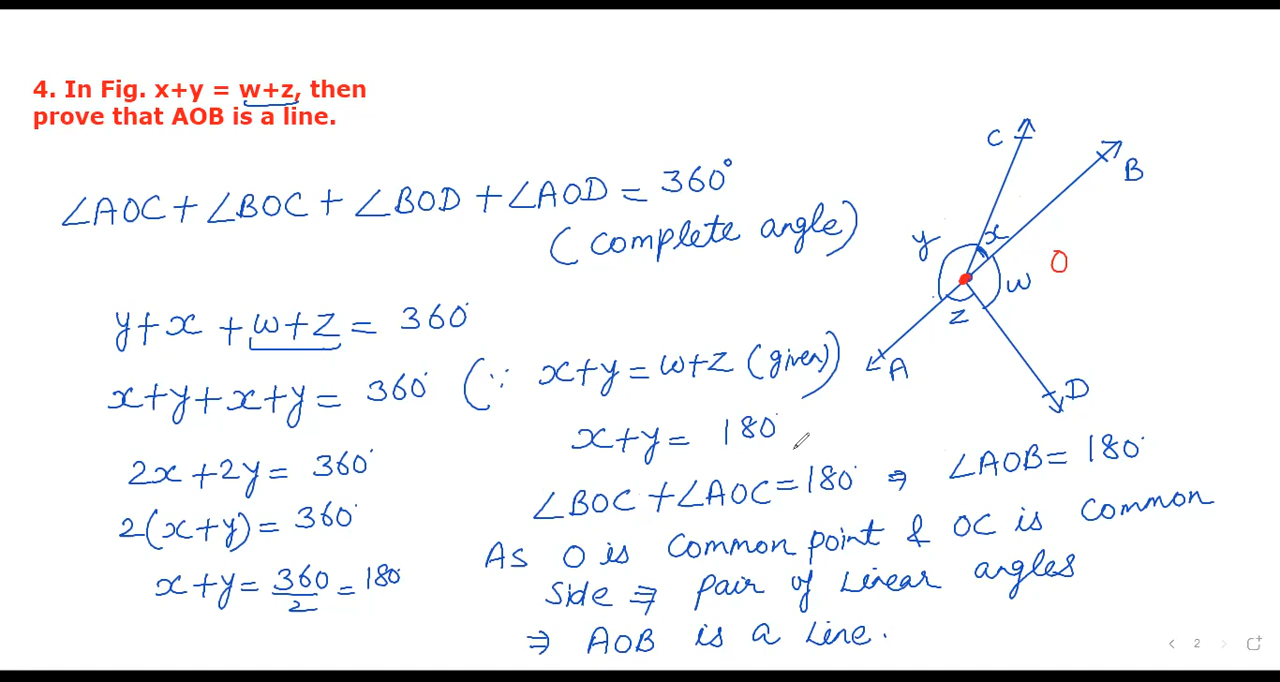 4. In Fig. x+y = w+z, then
prove that AOB is a line.
∠AOC + ∠BOC + ∠BOD + ∠AOD = 360°
(complete angle)
y+x + w+z = 360°
x+y+x+y = 360° (∵ x+y = w+z (given))
2x + 2y = 360°
2(x+y) = 360°
x+y = 360/2 = 180°
x+y = 180°
∠BOC + ∠AOC = 180° ⇒ ∠AOB = 180°
As O is common point & OC is common
side ⇒ pair of linear angles
⇒ AOB is a line.
C
B
y
x
O
w
z
A
D
2